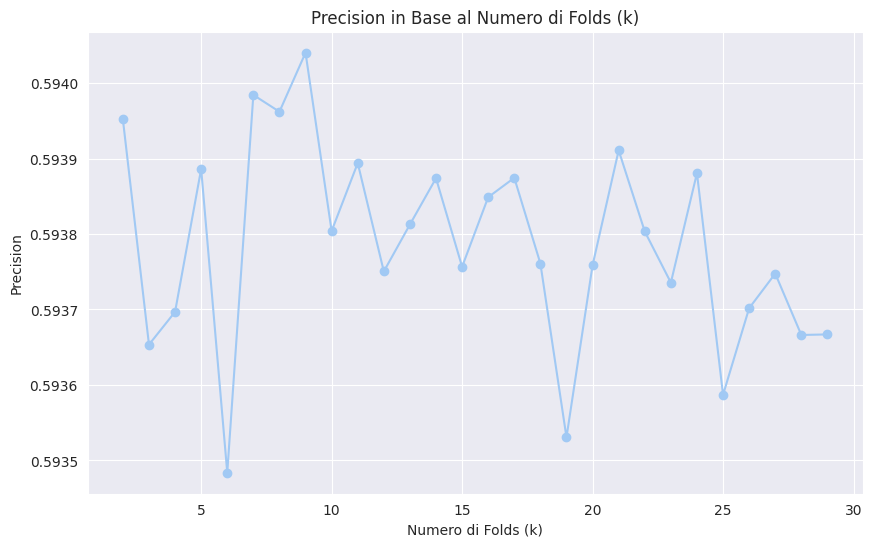 Precision in Base al Numero di Folds (k)
Precision
0.5940
0.5939
0.5938
0.5937
0.5936
0.5935
5 10 15 20 25 30
Numero di Folds (k)